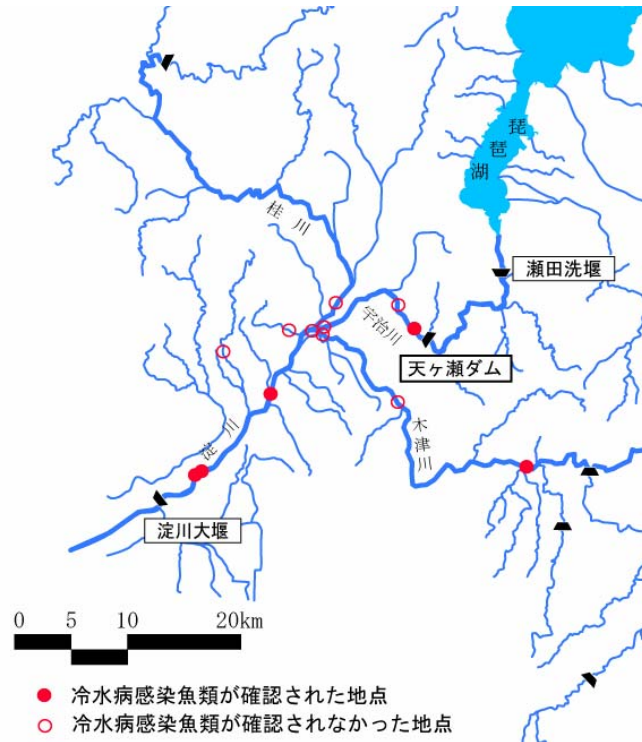 琵琶湖
桂川
瀬田洗堰
宇治川
天ヶ瀬ダム
木津川
淀川
淀川大堰
0 5 10 20km
冷水病感染魚類が確認された地点
冷水病感染魚類が確認されなかった地点